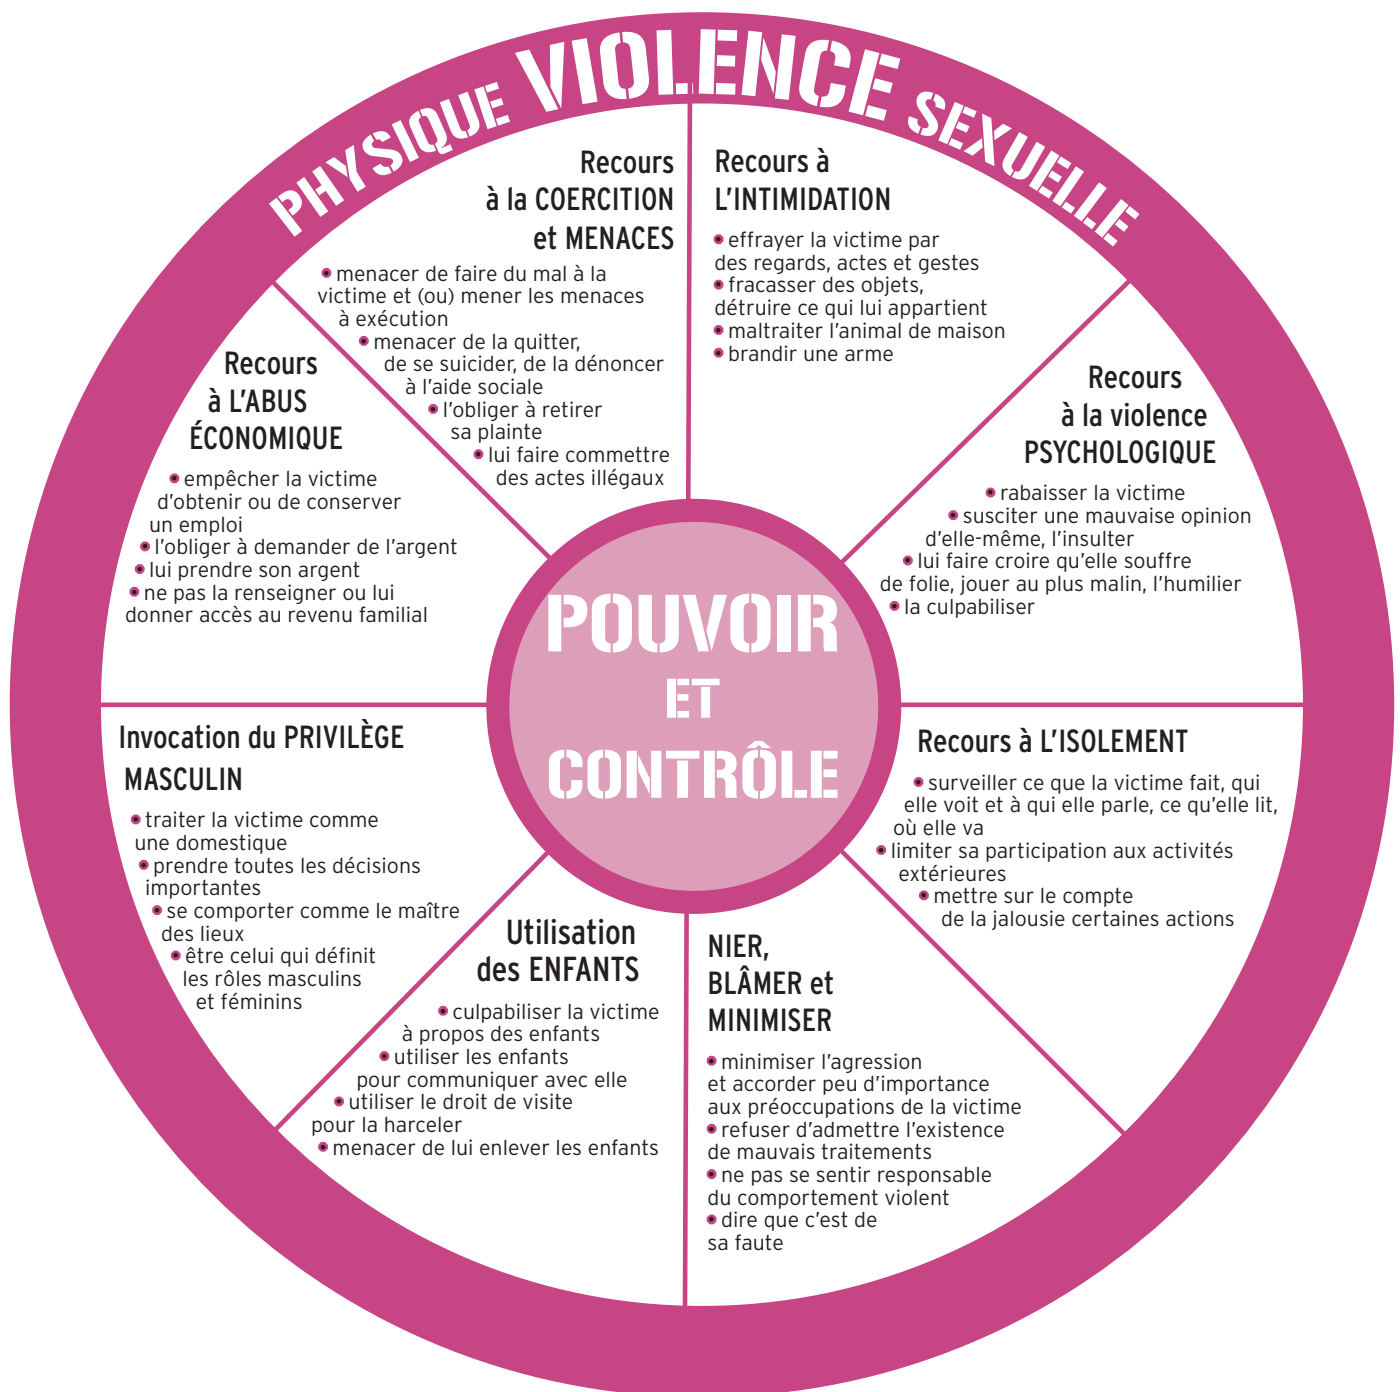 PHYSIQUE VIOLENCE SEXUELLE
Recours
à la COERCITION
et MENACES
• menacer de faire du mal à la
victime et (ou) mener les menaces
à exécution
• menacer de la quitter,
de se suicider, de la dénoncer
à l’aide sociale
• l’obliger à retirer
sa plainte
• lui faire commettre
des actes illégaux
Recours à
L’INTIMIDATION
• effrayer la victime par
des regards, actes et gestes
• fracasser des objets,
détruire ce qui lui appartient
• maltraiter l’animal de maison
• brandir une arme
Recours
à la violence
PSYCHOLOGIQUE
• rabaisser la victime
• susciter une mauvaise opinion
d’elle-même, l’insulter
• lui faire croire qu’elle souffre
de folie, jouer au plus malin, l’humilier
• la culpabiliser
Recours à L’ISOLEMENT
• surveiller ce que la victime fait, qui
elle voit et à qui elle parle, ce qu’elle lit,
où elle va
• limiter sa participation aux activités
extérieures
• mettre sur le compte
de la jalousie certaines actions
NIER,
BLÂMER et
MINIMISER
• minimiser l’agression
et accorder peu d’importance
aux préoccupations de la victime
• refuser d’admettre l’existence
de mauvais traitements
• ne pas se sentir responsable
du comportement violent
• dire que c’est de
sa faute
Utilisation
des ENFANTS
• culpabiliser la victime
à propos des enfants
• utiliser les enfants
pour communiquer avec elle
• utiliser le droit de visite
pour la harceler
• menacer de lui enlever les enfants
Invocation du PRIVILÈGE
MASCULIN
• traiter la victime comme
une domestique
• prendre toutes les décisions
importantes
• se comporter comme le maître
des lieux
• être celui qui définit
les rôles masculins
et féminins
Recours
à L’ABUS
ÉCONOMIQUE
• empêcher la victime
d’obtenir ou de conserver
un emploi
• l’obliger à demander de l’argent
• lui prendre son argent
• ne pas la renseigner ou lui
donner accès au revenu familial
POUVOIR
ET
CONTRÔLE